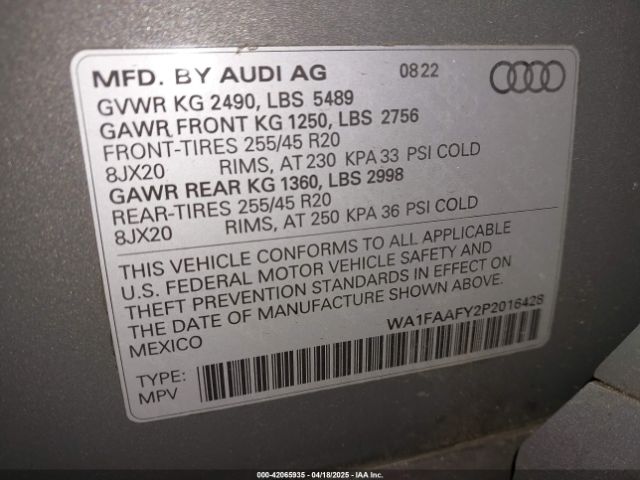 MFD. BY AUDI AG 0822
GVWR KG 2490, LBS 5489
GAWR FRONT KG 1250, LBS 2756
FRONT-TIRES 255/45 R20
8JX20 RIMS, AT 230 KPA 33 PSI COLD
GAWR REAR KG 1360, LBS 2998
REAR-TIRES 255/45 R20
8JX20 RIMS, AT 250 KPA 36 PSI COLD
THIS VEHICLE CONFORMS TO ALL APPLICABLE
U.S. FEDERAL MOTOR VEHICLE SAFETY AND
THEFT PREVENTION STANDARDS IN EFFECT ON
THE DATE OF MANUFACTURE SHOWN ABOVE.
MEXICO WA1FAAFY2P2016428
TYPE:
MPV
000-42065935 - 04/18/2025 - IAA Inc.